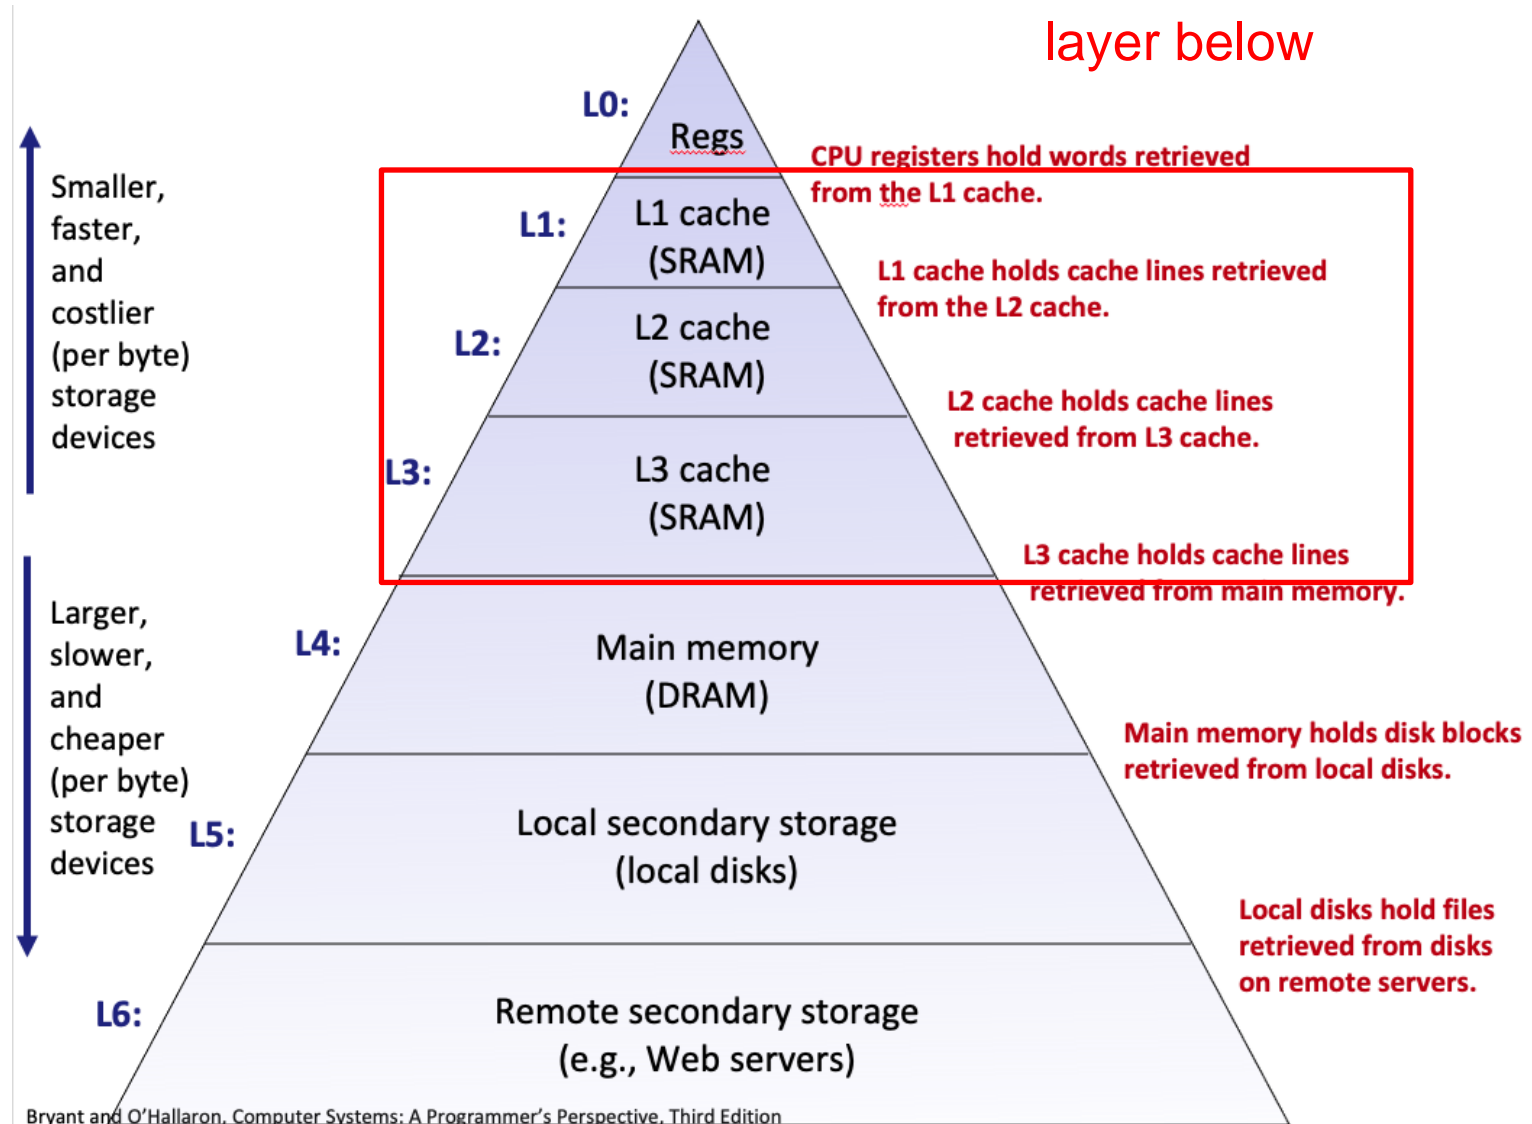 layer below
L0:
Regs
CPU registers hold words retrieved
from the L1 cache.
Smaller,
faster,
and
costlier
(per byte)
storage
devices
L1:
L1 cache
(SRAM)
L1 cache holds cache lines retrieved
from the L2 cache.
L2:
L2 cache
(SRAM)
L2 cache holds cache lines
retrieved from L3 cache.
L3:
L3 cache
(SRAM)
L3 cache holds cache lines
retrieved from main memory.
Larger,
slower,
and
cheaper
(per byte)
storage
devices
L4:
Main memory
(DRAM)
Main memory holds disk blocks
retrieved from local disks.
L5:
Local secondary storage
(local disks)
Local disks hold files
retrieved from disks
on remote servers.
L6:
Remote secondary storage
(e.g., Web servers)
Bryant and O'Hallaron, Computer Systems: A Programmer's Perspective, Third Edition